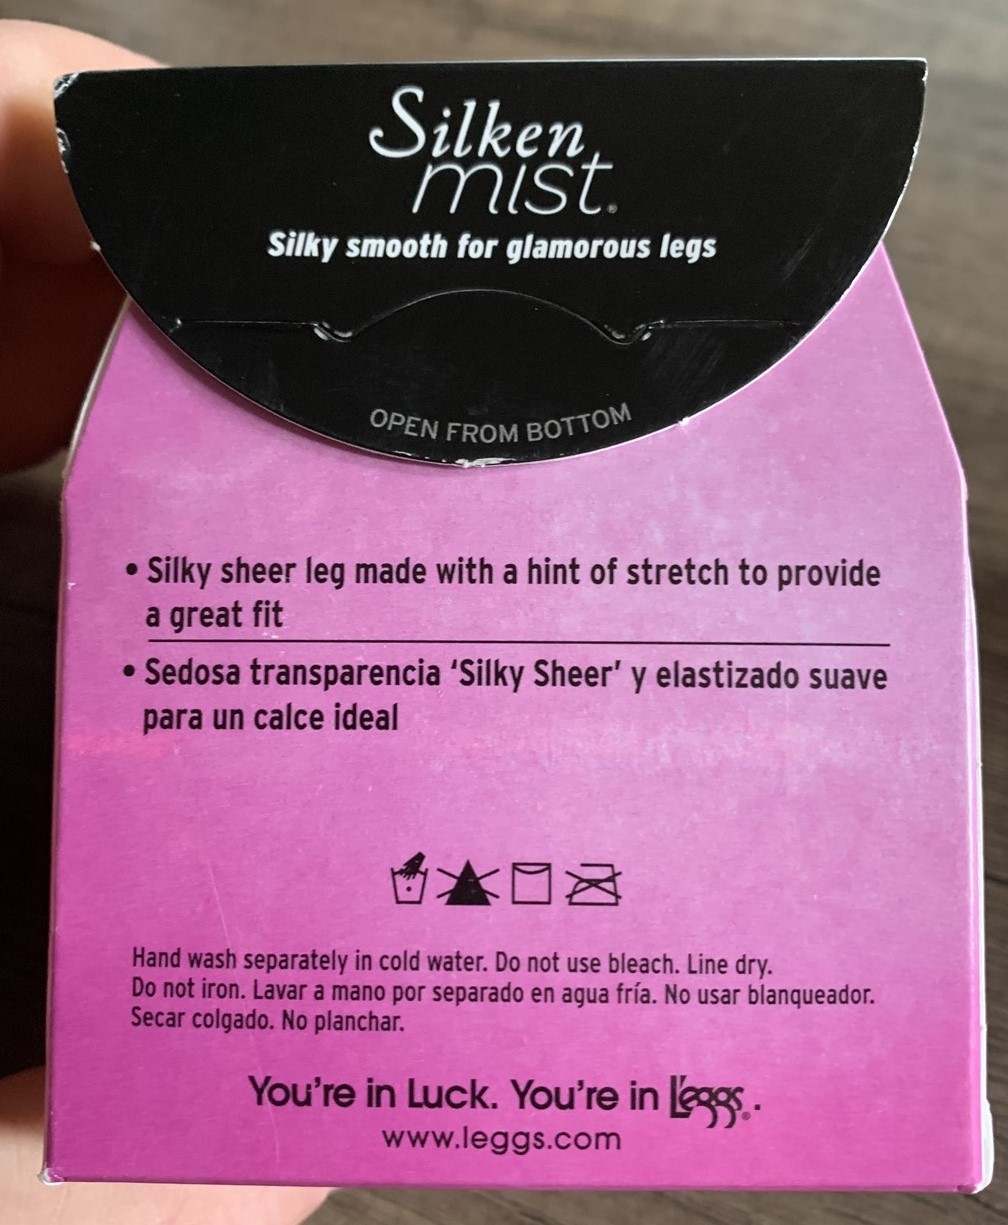 Silken
mist®
Silky smooth for glamorous legs
OPEN FROM BOTTOM
• Silky sheer leg made with a hint of stretch to provide
a great fit
• Sedosa transparencia ‘Silky Sheer’ y elastizado suave
para un calce ideal
Hand wash separately in cold water. Do not use bleach. Line dry.
Do not iron. Lavar a mano por separado en agua fría. No usar blanqueador.
Secar colgado. No planchar.
You're in Luck. You're in L'eggs®.
www.leggs.com